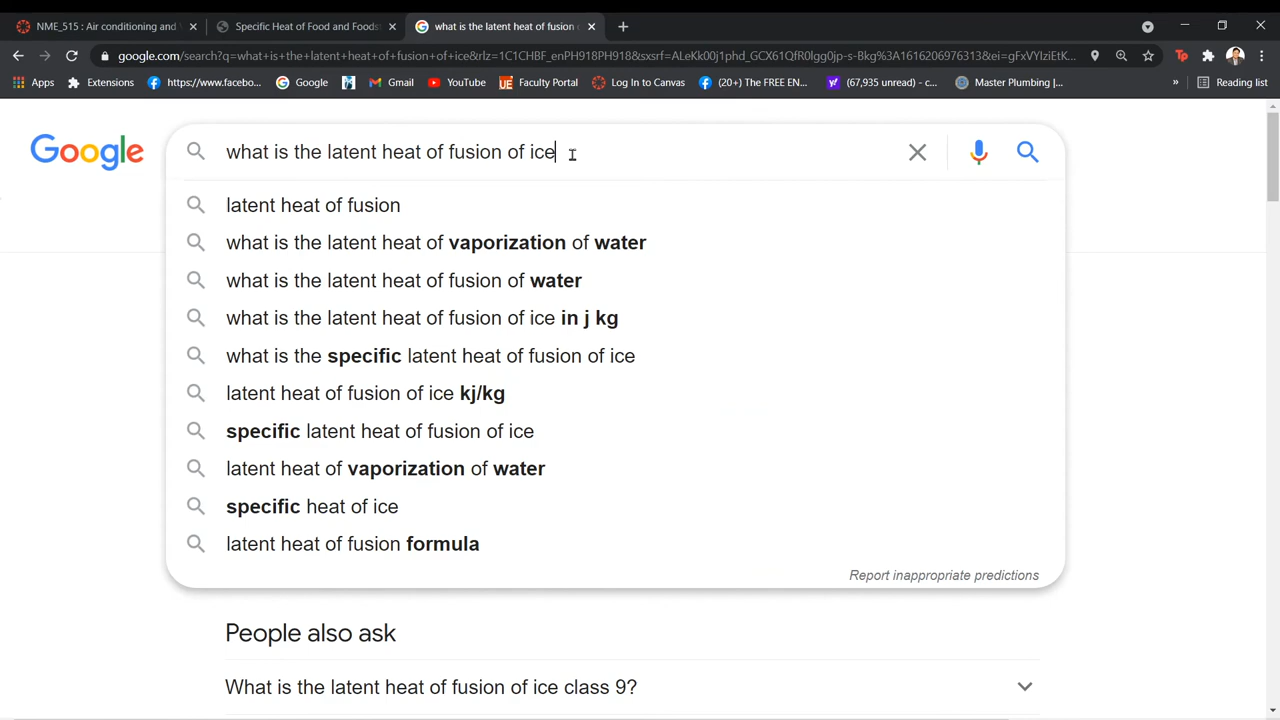 NME_515 : Air conditioning and
Specific Heat of Food and Foods
what is the latent heat of fusion
google.com/search?q=what+is+the+latent+heat+of+fusion+of+ice&rlz=1C1CHBF_enPH918PH918&sxsrf=ALeKk00j1phd_GCX61QfR0lgg0jp-s-Bkg%3A1616206976313&ei=gFxVYIziEtK...
Apps
Extensions
https://www.facebo...
Google
Gmail
YouTube
Faculty Portal
Log In to Canvas
(20+) The FREE EN...
(67,935 unread) - c...
Master Plumbing |...
»
Reading list
Google
what is the latent heat of fusion of ice
latent heat of fusion
what is the latent heat of vaporization of water
what is the latent heat of fusion of water
what is the latent heat of fusion of ice in j kg
what is the specific latent heat of fusion of ice
latent heat of fusion of ice kj/kg
specific latent heat of fusion of ice
latent heat of vaporization of water
specific heat of ice
latent heat of fusion formula
Report inappropriate predictions
People also ask
What is the latent heat of fusion of ice class 9?